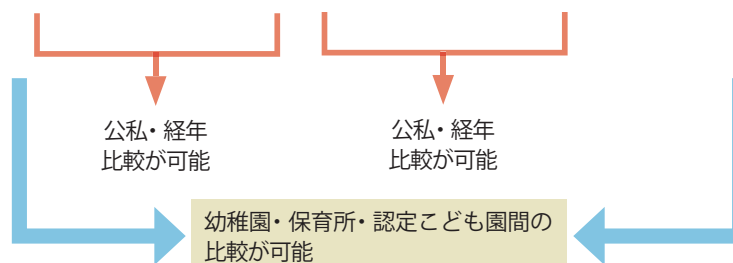 公私・経年
比較が可能
公私・経年
比較が可能
幼稚園・保育所・認定こども園間の
比較が可能